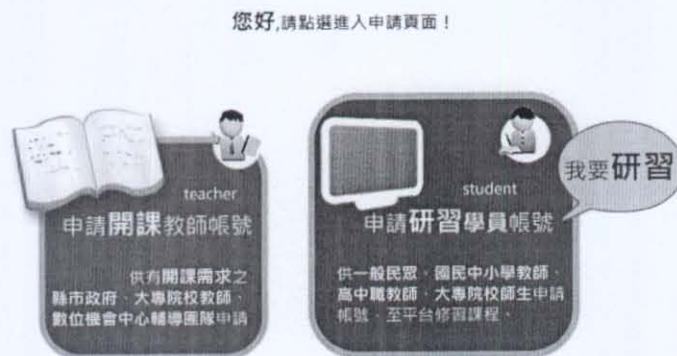 您好,請點選進入申請頁面！
teacher
申請開課教師帳號
供有開課需求之
縣市政府、大專院校教師、
數位機會中心輔導團隊申請
student
申請研習學員帳號
供一般民眾、國民中小學教師、
高中職教師、大專院校師生申請
帳號，至平台修習課程。
我要研習